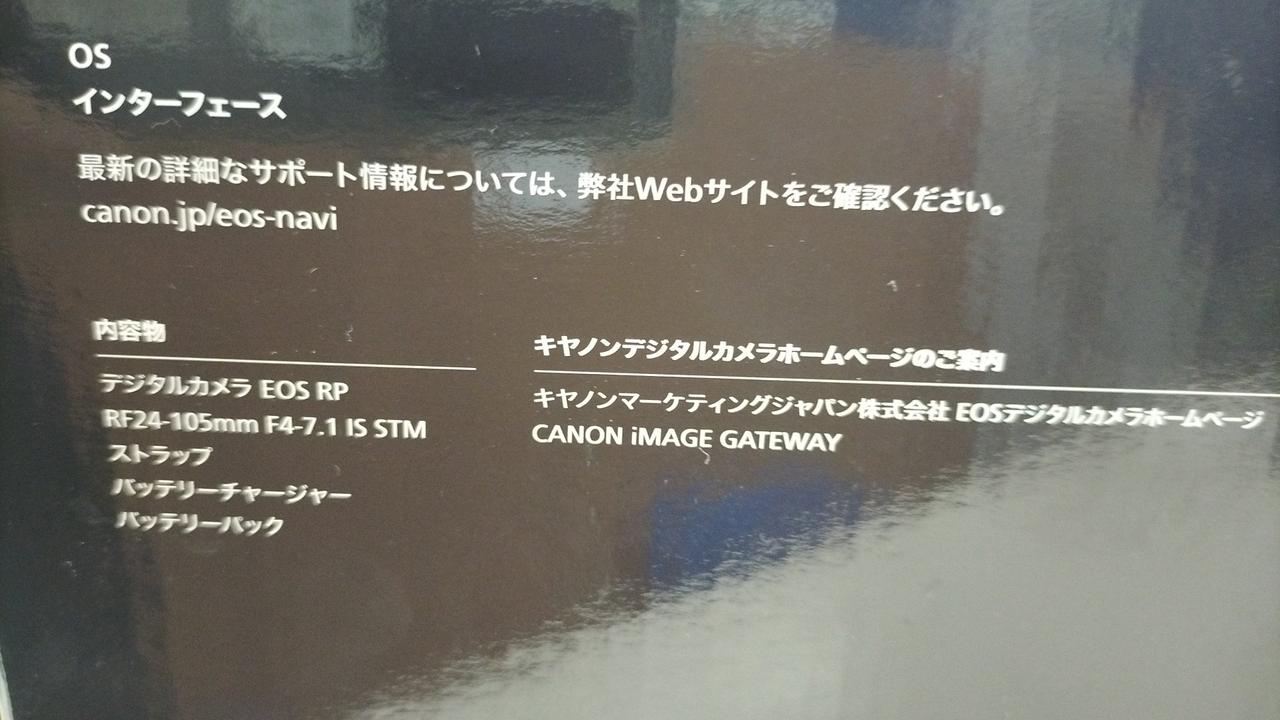 OS
インターフェース
最新の詳細なサポート情報については、弊社Webサイトをご確認ください。
canon.jp/eos-navi
内容物
デジタルカメラ EOS RP
RF24-105mm F4-7.1 IS STM
ストラップ
バッテリーチャージャー
バッテリーパック
キヤノンデジタルカメラホームページのご案内
キヤノンマーケティングジャパン株式会社 EOSデジタルカメラホームページ
CANON iMAGE GATEWAY